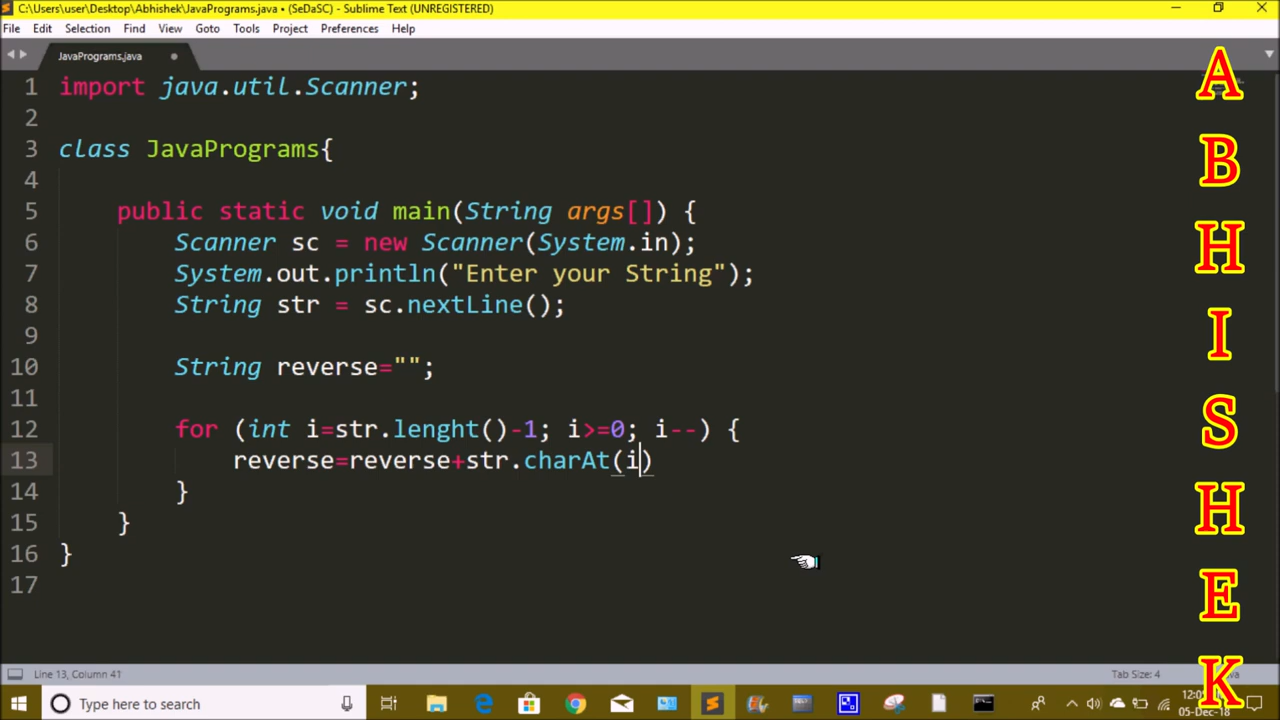 C:\Users\user\Desktop\Abhishek\JavaPrograms.java • (SeDaSC) - Sublime Text (UNREGISTERED)
File Edit Selection Find View Goto Tools Project Preferences Help
JavaPrograms.java
1 import java.util.Scanner;
2
3 class JavaPrograms{
4
5 public static void main(String args[]) {
6 Scanner sc = new Scanner(System.in);
7 System.out.println("Enter your String");
8 String str = sc.nextLine();
9
10 String reverse="";
11
12 for (int i=str.lenght()-1; i>=0; i--) {
13 reverse=reverse+str.charAt(i)
14 }
15 }
16 }
17
A
B
H
I
S
H
E
K
Line 13, Column 41
Tab Size: 4
Type here to search
05-Dec-18